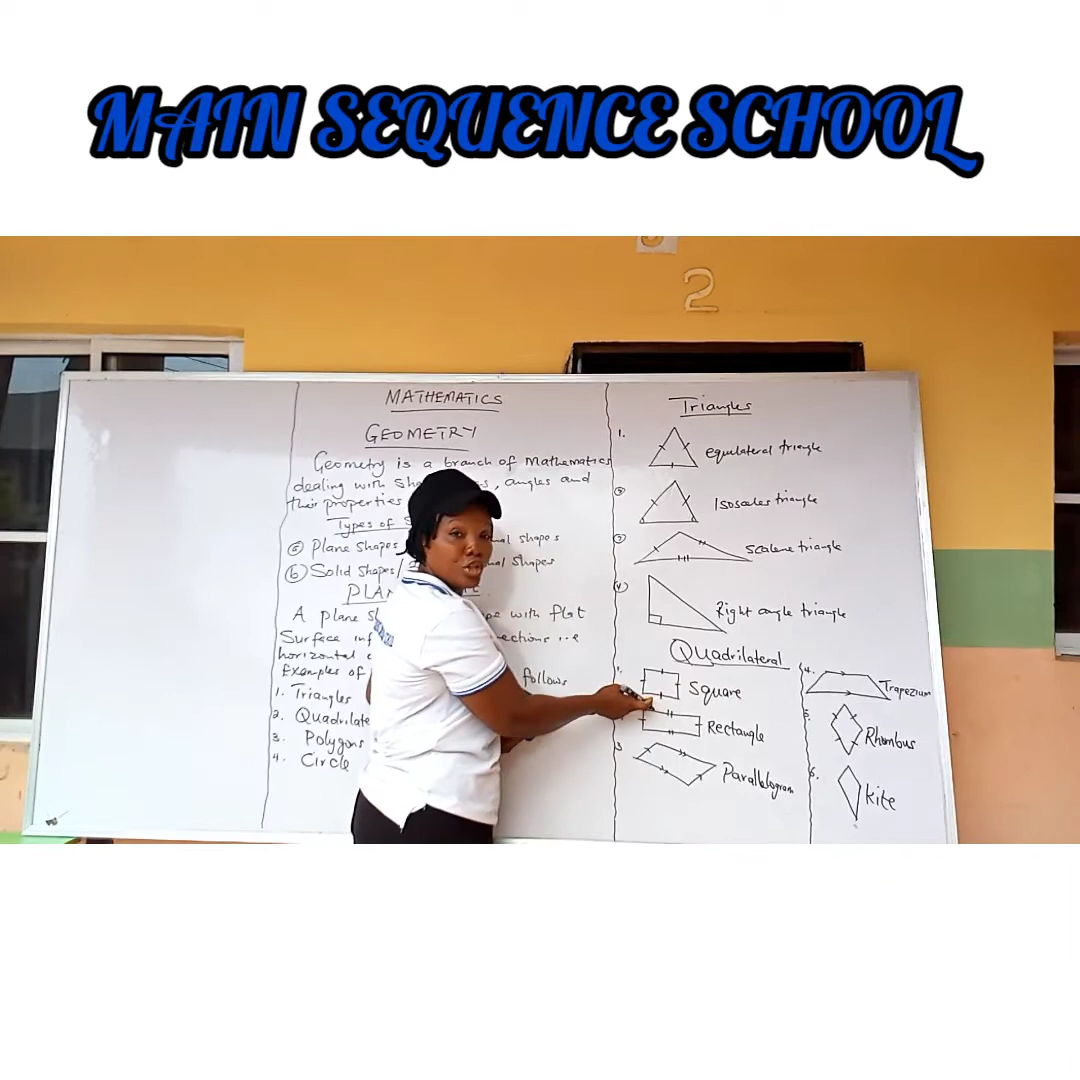 MAIN SEQUENCE SCHOOL
2
MATHEMATICS
GEOMETRY
Geometry is a branch of Mathematics
dealing with angles and
their properties
Types of
(a) Plane shapes shapes
(b) Solid shapes/ shapes
A plane with flat
Surface i.e
horizontal
Examples of follows
1. Triangles
2.
3. Polygons
4. Circle
Triangles
1. equilateral triangle
Isosceles triangle
scalene triangle
(4) Right angle triangle
Quadrilateral
1. Square
Rectangle
3. Parallelogram
4. Trapezium
5. Rhombus
6. Kite